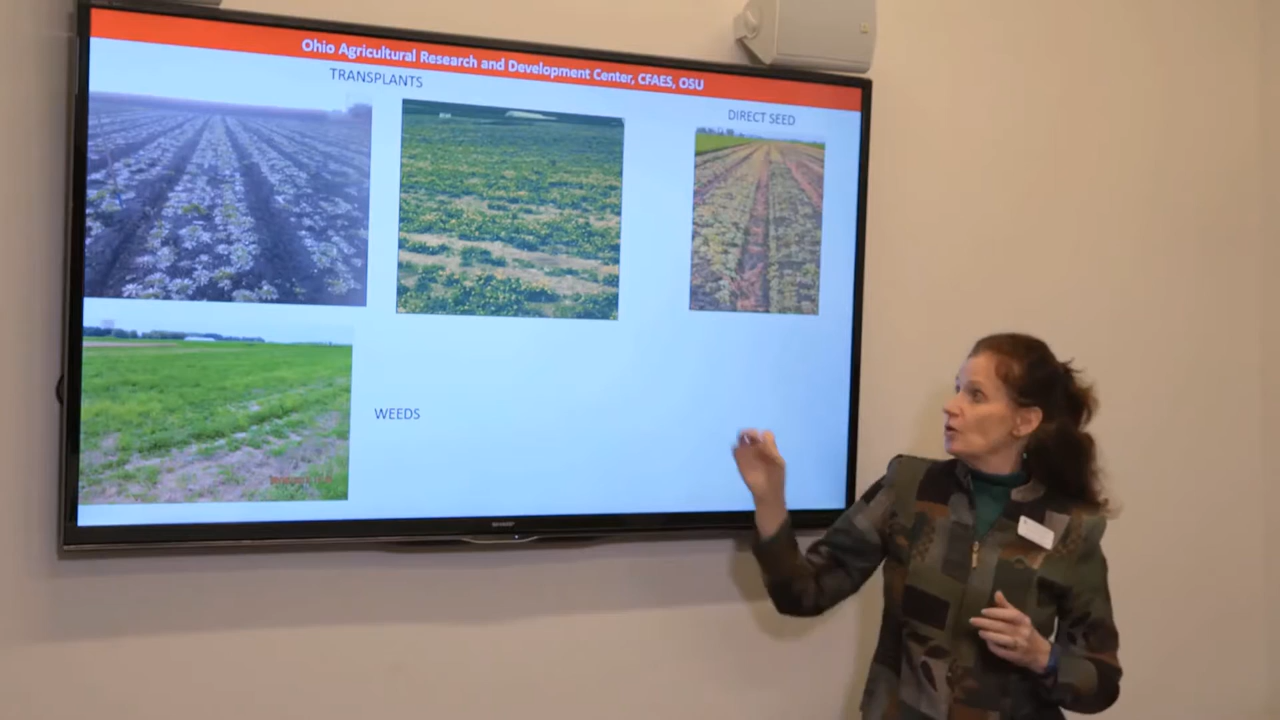 Ohio Agricultural Research and Development Center, CFAES, OSU
TRANSPLANTS
DIRECT SEED
WEEDS
SHARP